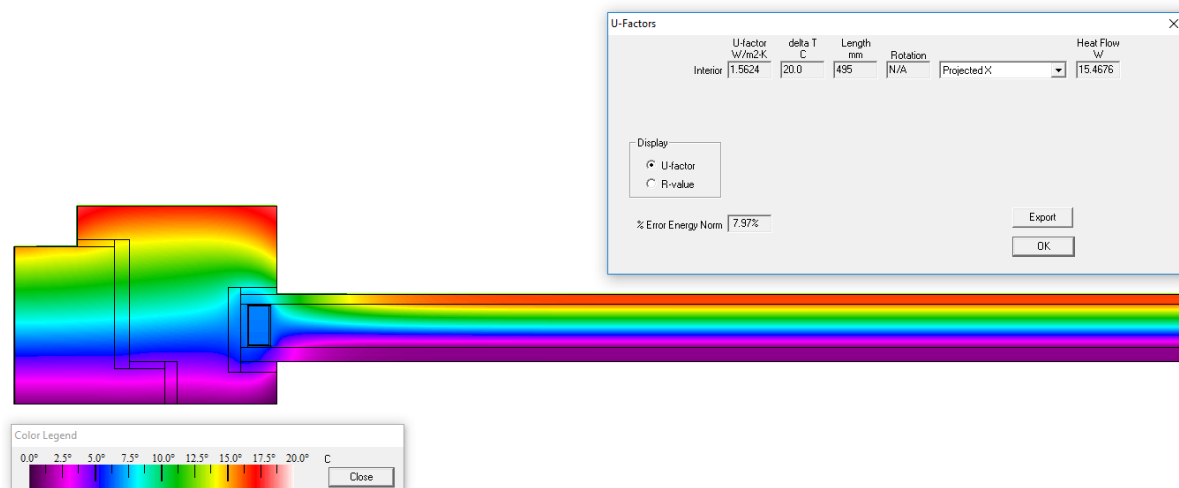 U-Factors
U-factor delta T Length Heat Flow
W/m2-K C mm Rotation W
Interior 1.5624 20.0 495 N/A Projected X 15.4676
Display
U-factor
R-value
% Error Energy Norm 7.97%
Export
OK
Color Legend
0.0° 2.5° 5.0° 7.5° 10.0° 12.5° 15.0° 17.5° 20.0° C
Close